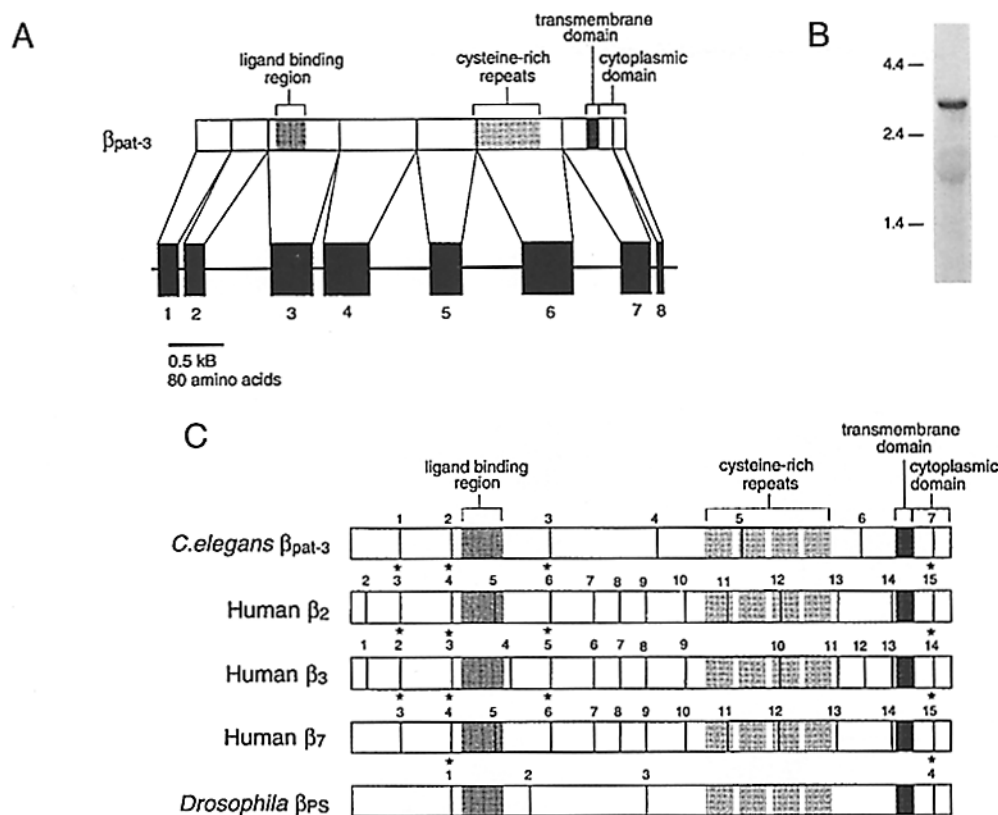 A
B
transmembrane
domain
ligand binding
region
cysteine-rich
repeats
cytoplasmic
domain
βpat-3
4.4
2.4
1.4
1 2 3 4 5 6 7 8
0.5 kB
80 amino acids
C
transmembrane
domain
ligand binding
region
cysteine-rich
repeats
cytoplasmic
domain
1 2 3 4 5 6 7
C.elegans βpat-3
* * * *
2 3 4 5 6 7 8 9 10 11 12 13 14 15
Human β2
* * * *
1 2 3 4 5 6 7 8 9 10 11 12 13 14
Human β3
* * * *
3 4 5 6 7 8 9 10 11 12 13 14 15
Human β7
* *
1 2 3 4
Drosophila βPS